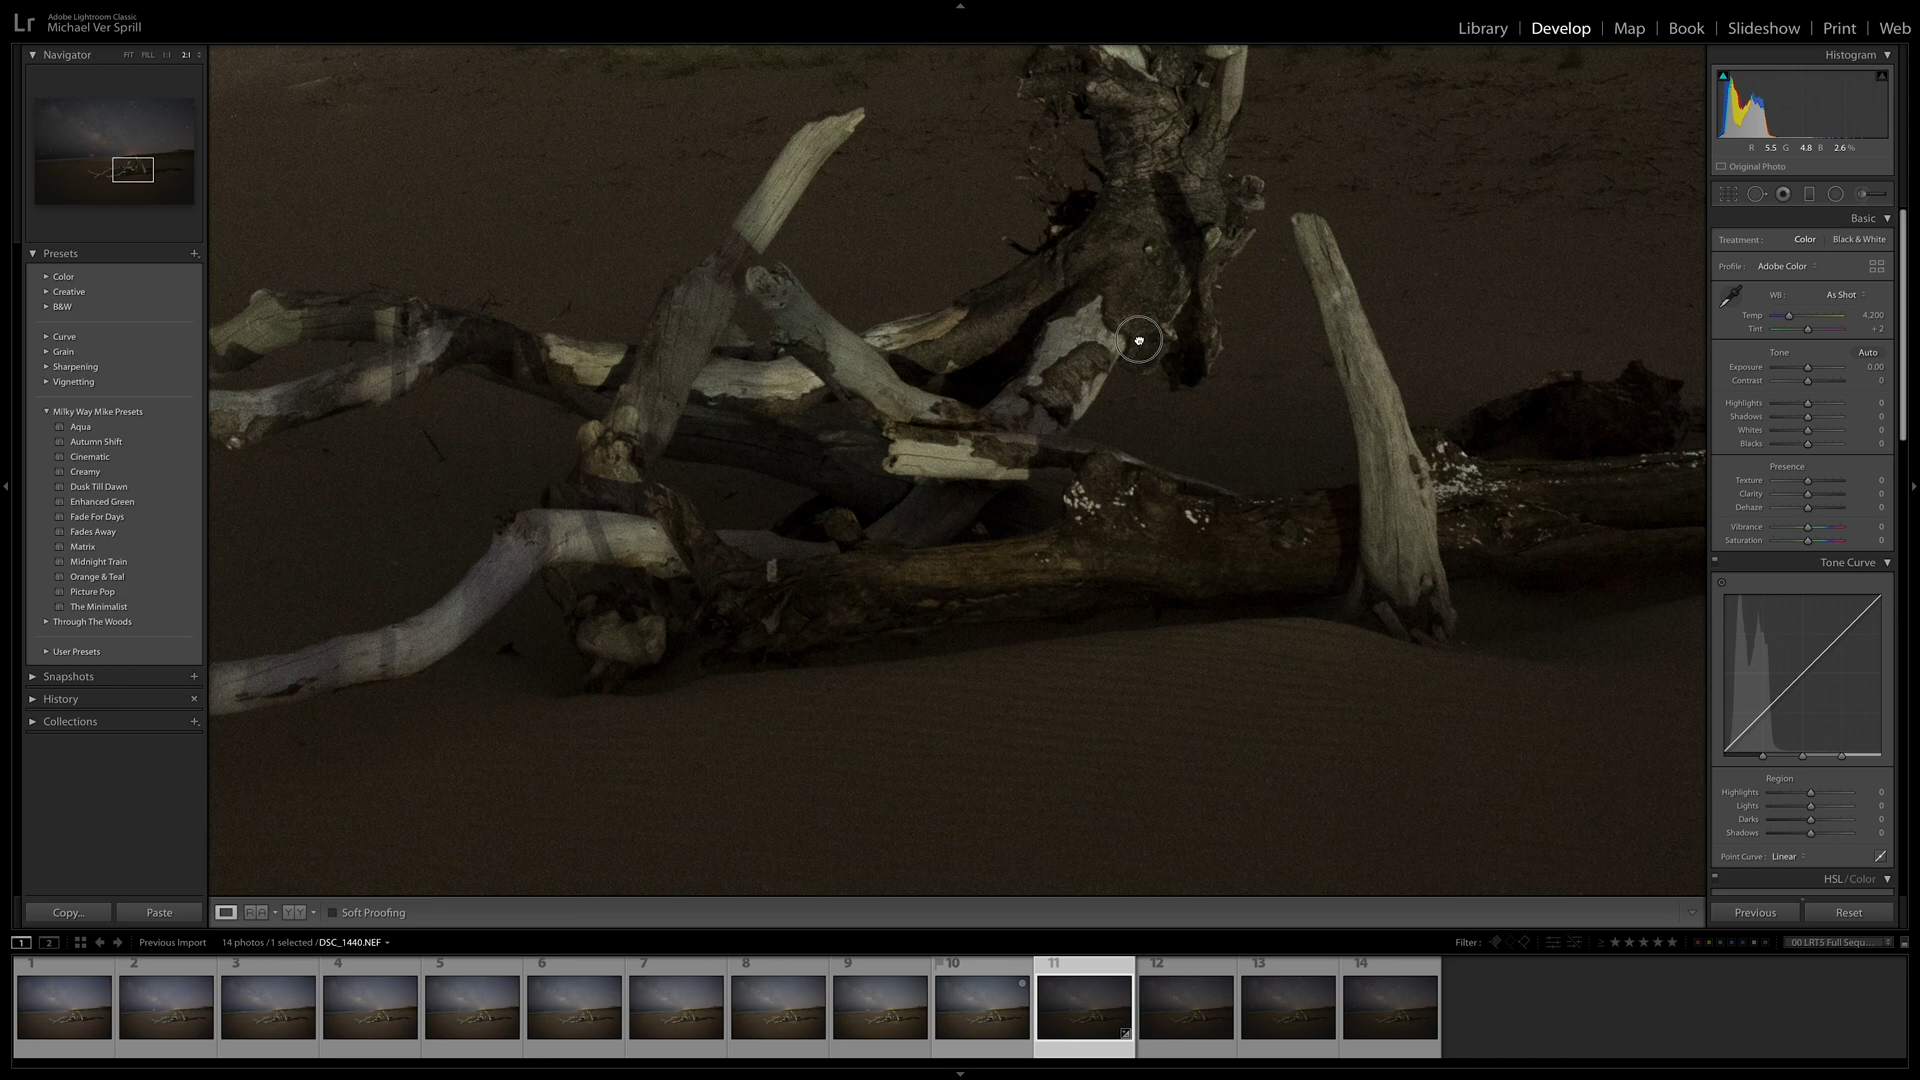 Lr Adobe Lightroom Classic
Michael Ver Sprill
Library | Develop | Map | Book | Slideshow | Print | Web
Navigator FIT FILL 1:1 2:1
Presets +
Color
Creative
B&W
Curve
Grain
Sharpening
Vignetting
Milky Way Mike Presets
Aqua
Autumn Shift
Cinematic
Creamy
Dusk Till Dawn
Enhanced Green
Fade For Days
Fades Away
Matrix
Midnight Train
Orange & Teal
Picture Pop
The Minimalist
Through The Woods
User Presets
Snapshots +
History ×
Collections +
Copy... Paste
Soft Proofing
Histogram
R 5.5 G 4.8 B 2.6 %
Original Photo
Basic
Treatment : Color Black & White
Profile : Adobe Color
WB : As Shot
Temp 4,200
Tint + 2
Tone Auto
Exposure 0.00
Contrast 0
Highlights 0
Shadows 0
Whites 0
Blacks 0
Presence
Texture 0
Clarity 0
Dehaze 0
Vibrance 0
Saturation 0
Tone Curve
Region
Highlights 0
Lights 0
Darks 0
Shadows 0
Point Curve : Linear
HSL / Color
Previous Reset
1 2 Previous Import 14 photos / 1 selected / DSC_1440.NEF
Filter : 00 LRT5 Full Sequ...
1 2 3 4 5 6 7 8 9 10 11 12 13 14